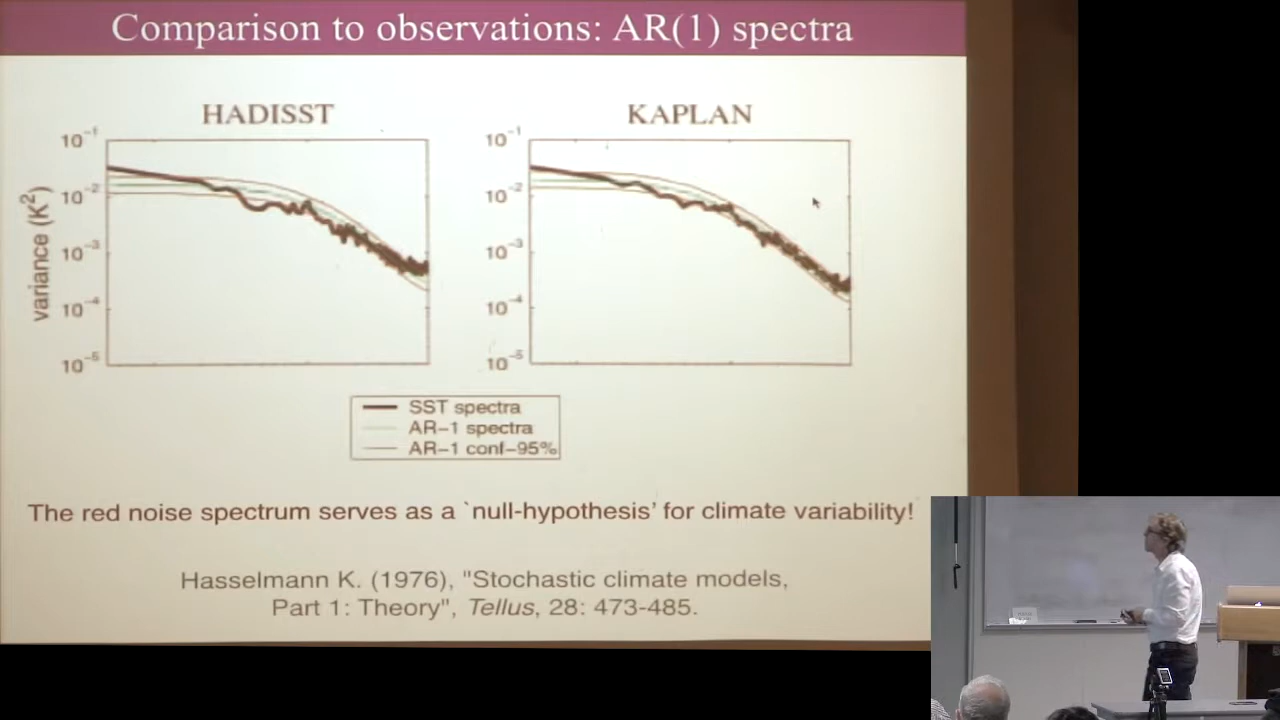 Comparison to observations: AR(1) spectra
HADISST
KAPLAN
variance (K²)
10⁻¹
10⁻²
10⁻³
10⁻⁴
10⁻⁵
10⁻¹
10⁻²
10⁻³
10⁻⁴
10⁻⁵
SST spectra
AR-1 spectra
AR-1 conf-95%
The red noise spectrum serves as a `null-hypothesis' for climate variability!
Hasselmann K. (1976), "Stochastic climate models,
Part 1: Theory", Tellus, 28: 473-485.